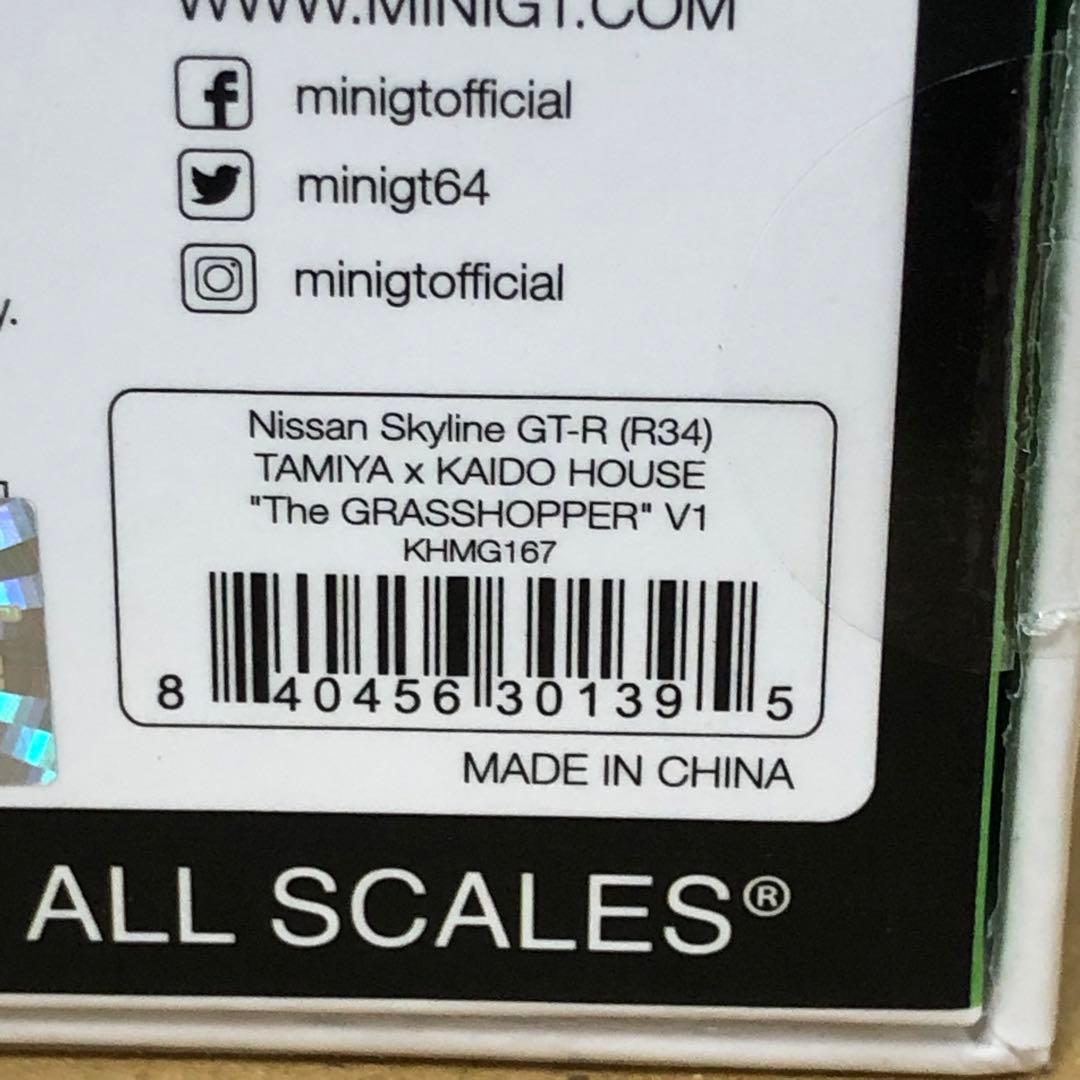 WWW.MINIGT.COM
minigtofficial
minigt64
minigtofficial
y.
Nissan Skyline GT-R (R34)
TAMIYA x KAIDO HOUSE
"The GRASSHOPPER" V1
KHMG167
8 40456 30139 5
MADE IN CHINA
ALL SCALES®